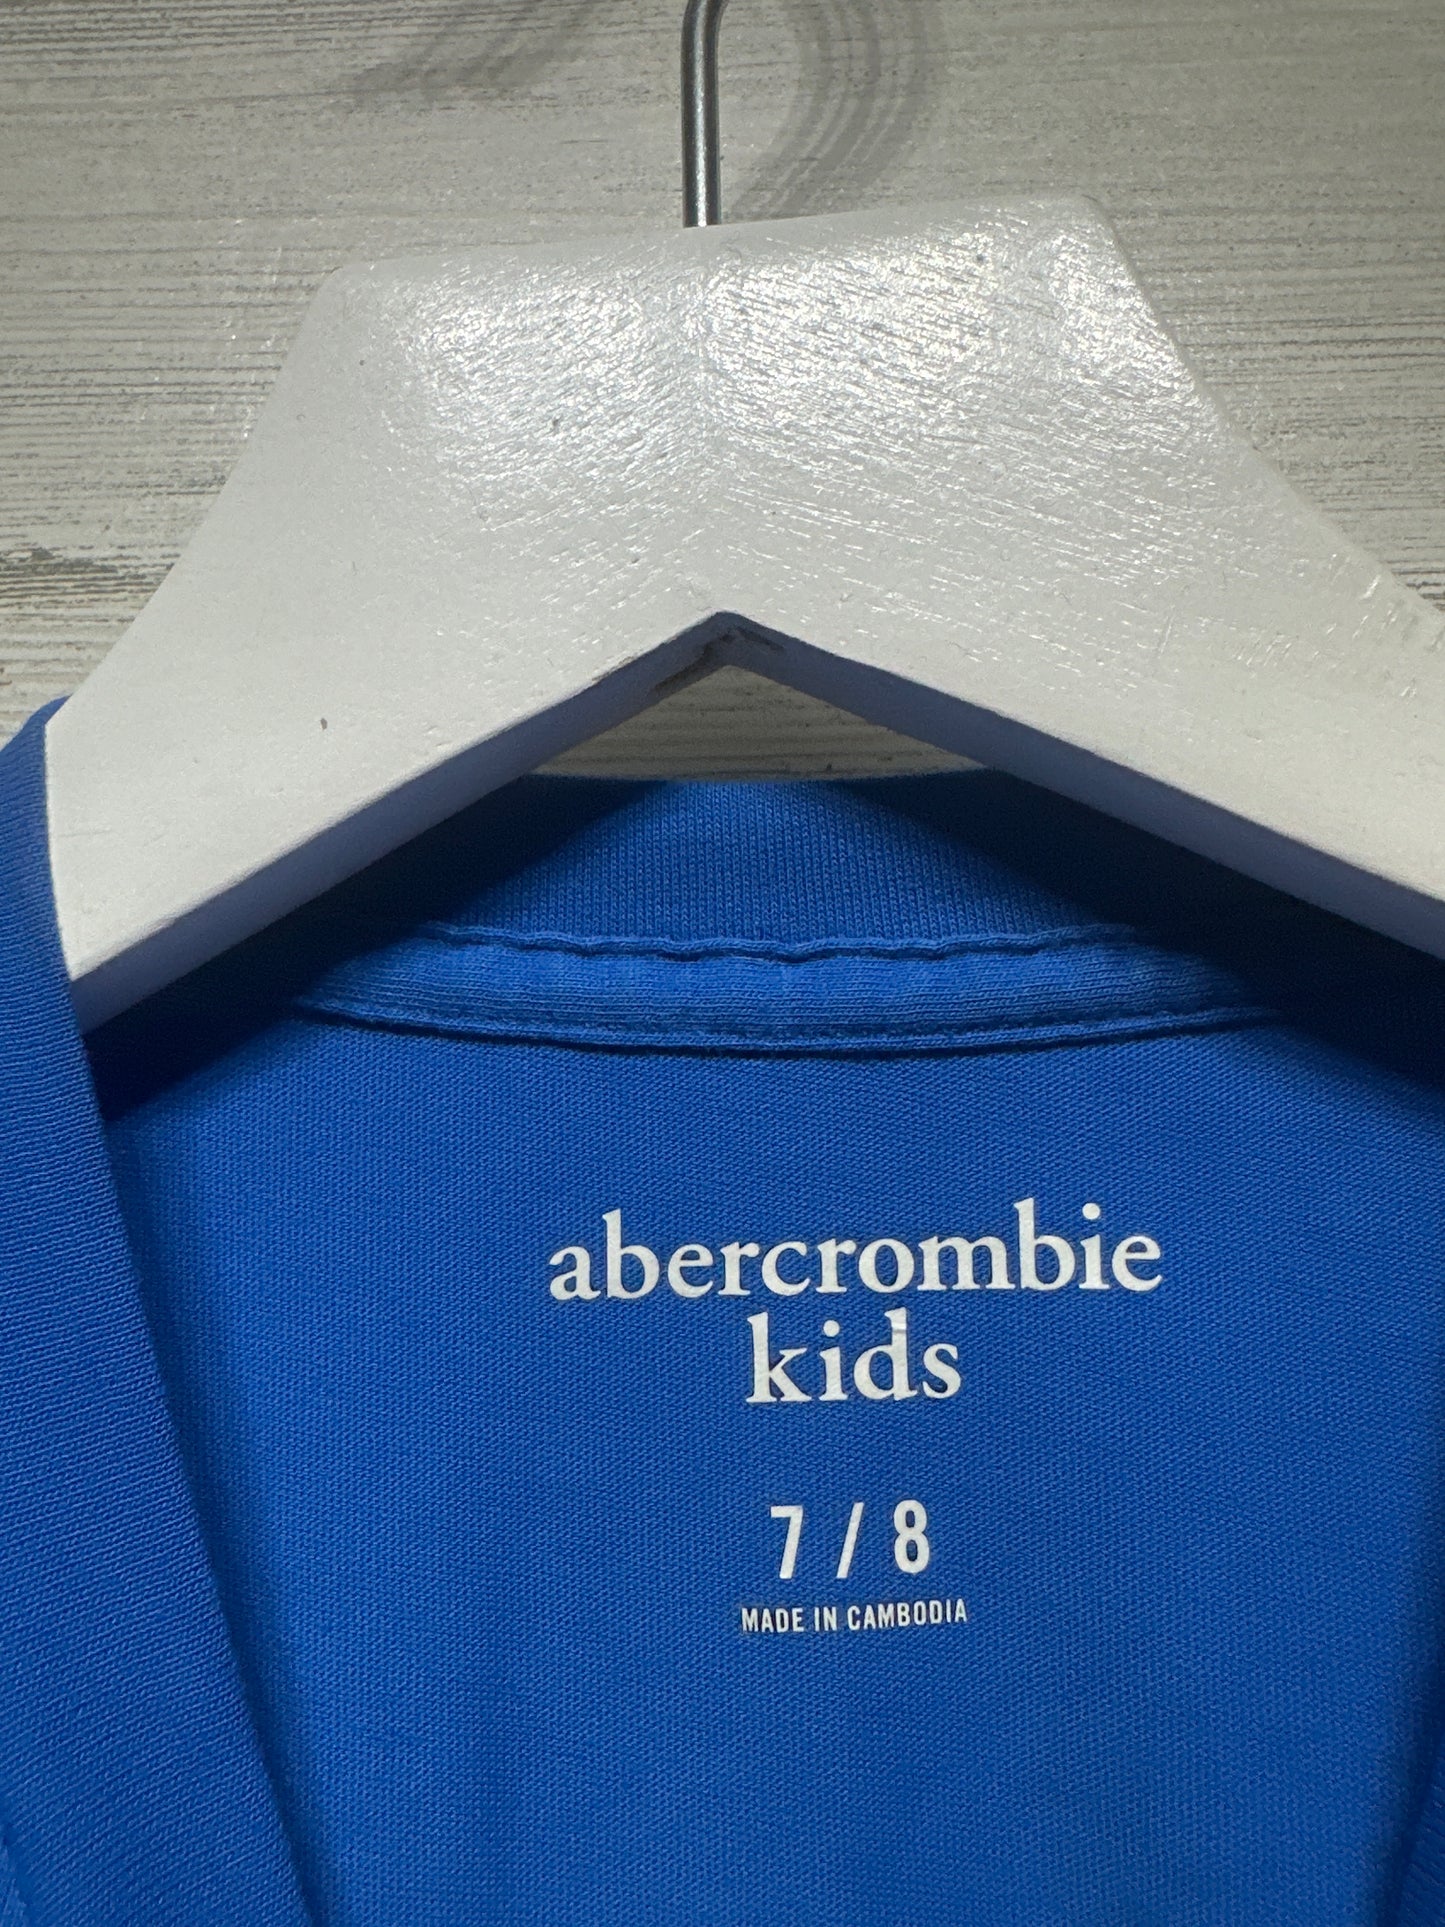 abercrombie
kids
7 / 8
MADE IN CAMBODIA